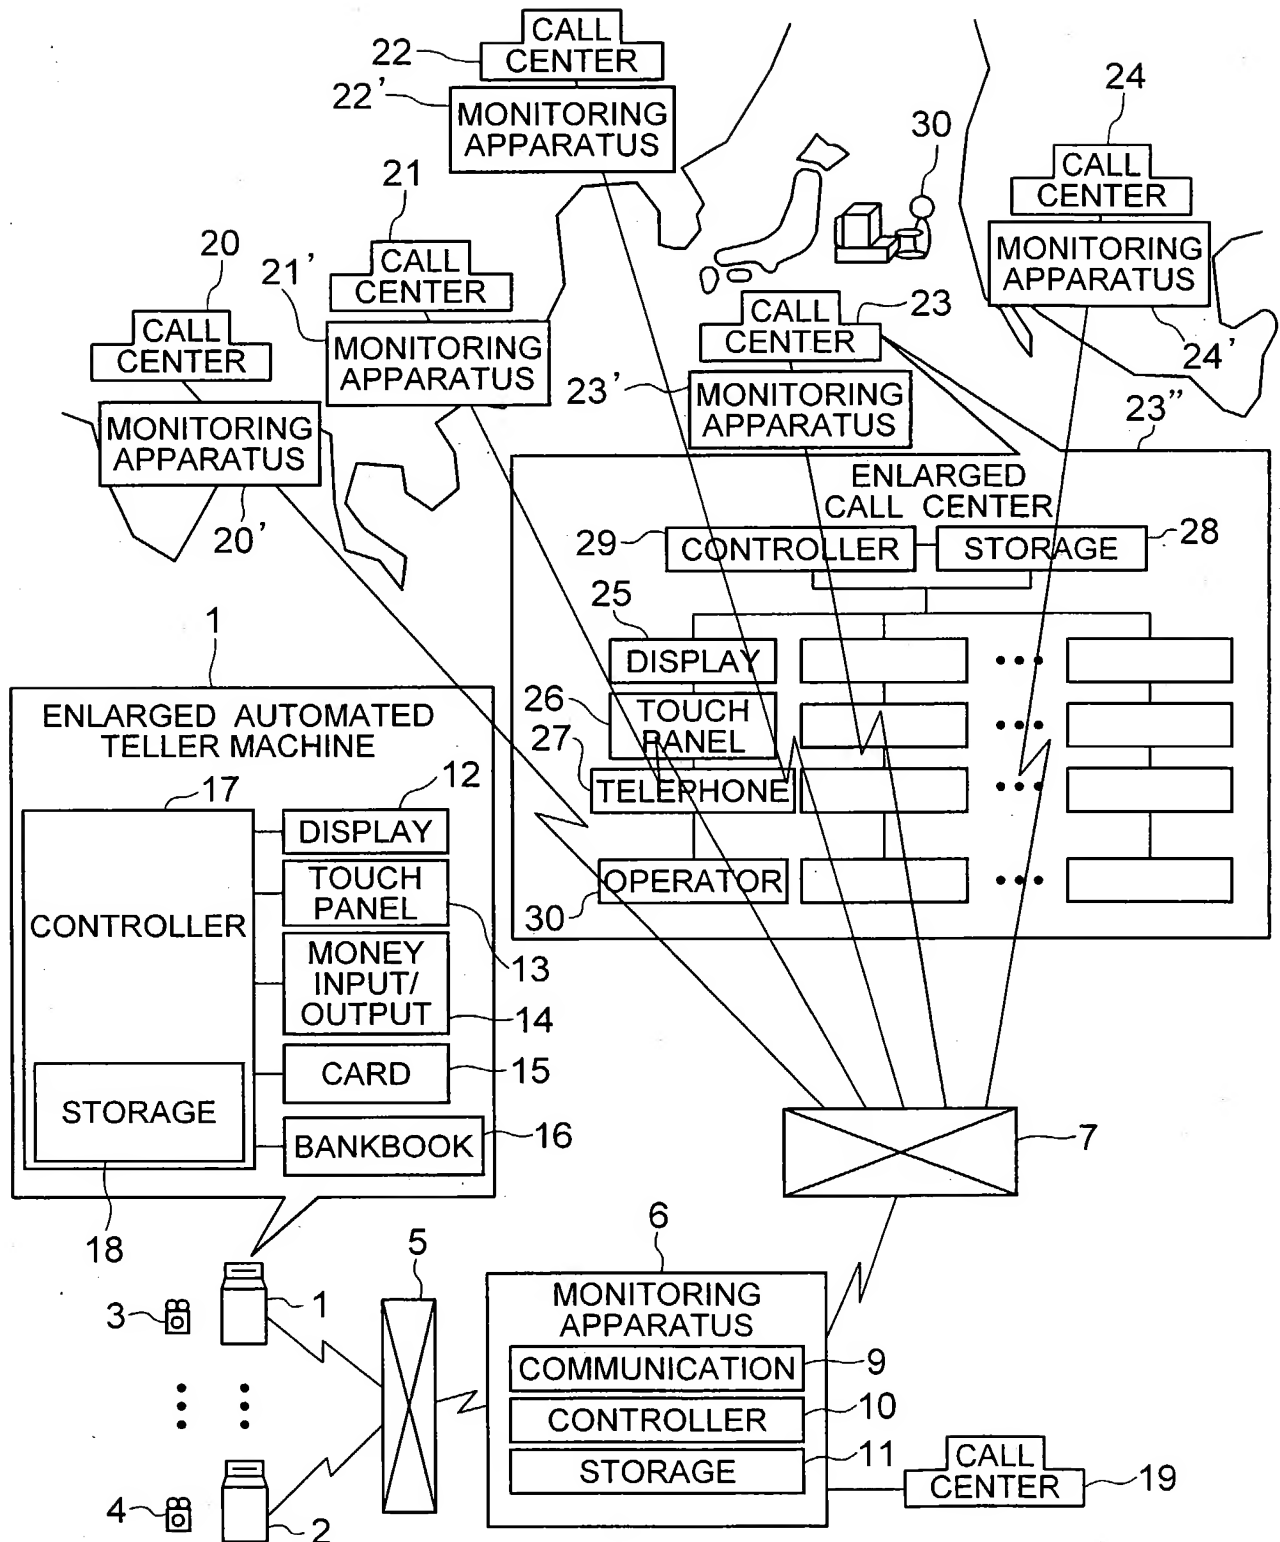 CALL
CENTER
22
22'
MONITORING
APPARATUS
24
CALL
CENTER
MONITORING
APPARATUS
24'
30
21
CALL
CENTER
21'
MONITORING
APPARATUS
20
CALL
CENTER
MONITORING
APPARATUS
20'
CALL
CENTER
23
23'
MONITORING
APPARATUS
23''
ENLARGED
CALL CENTER
29
CONTROLLER
STORAGE
28
25
DISPLAY
26
TOUCH
PANEL
27
TELEPHONE
OPERATOR
30
1
ENLARGED AUTOMATED
TELLER MACHINE
17
12
CONTROLLER
DISPLAY
TOUCH
PANEL
13
MONEY
INPUT/
OUTPUT
14
CARD
15
STORAGE
BANKBOOK
16
18
7
6
5
MONITORING
APPARATUS
COMMUNICATION
9
CONTROLLER
10
STORAGE
11
3
1
4
2
CALL
CENTER
19